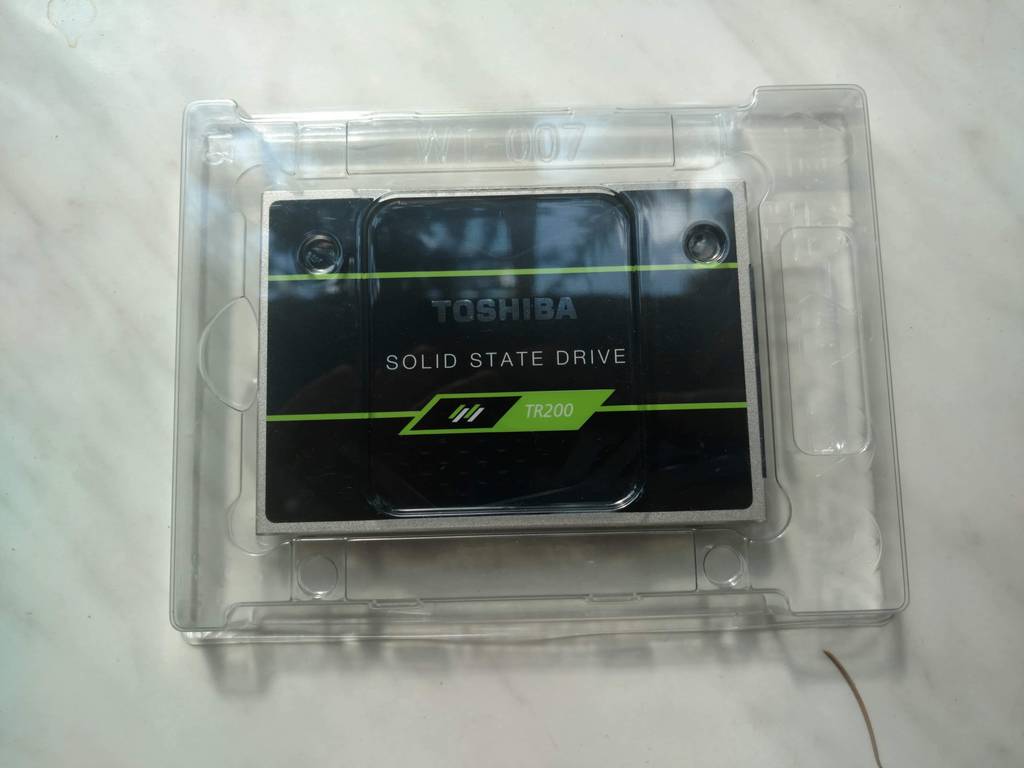 WT-007
TOSHIBA
SOLID STATE DRIVE
TR200